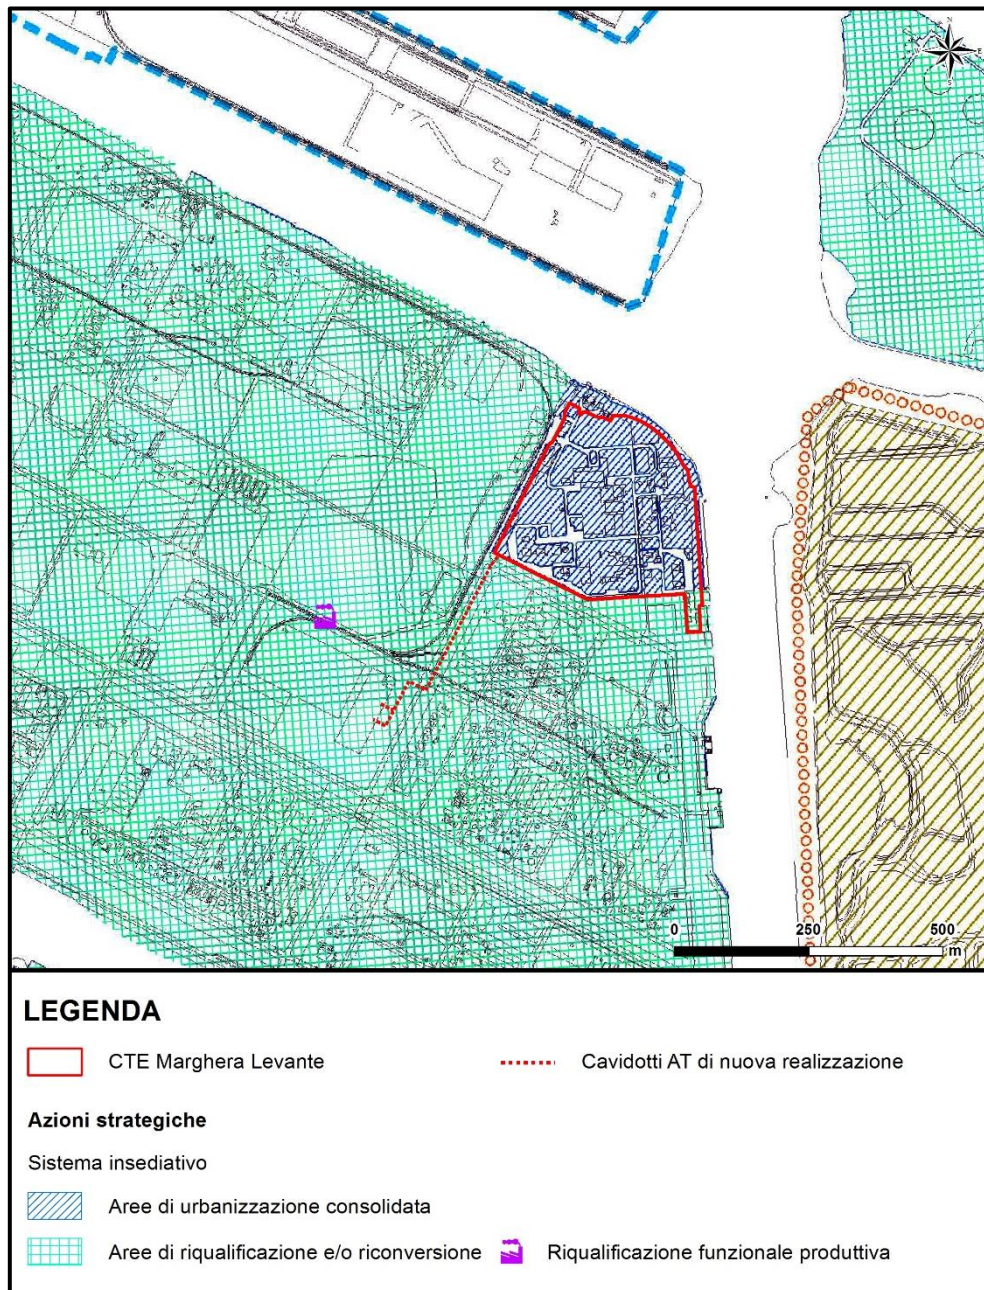 N
E
S
0 250 500
m
LEGENDA
CTE Marghera Levante
Cavidotti AT di nuova realizzazione
Azioni strategiche
Sistema insediativo
Aree di urbanizzazione consolidata
Aree di riqualificazione e/o riconversione
Riqualificazione funzionale produttiva